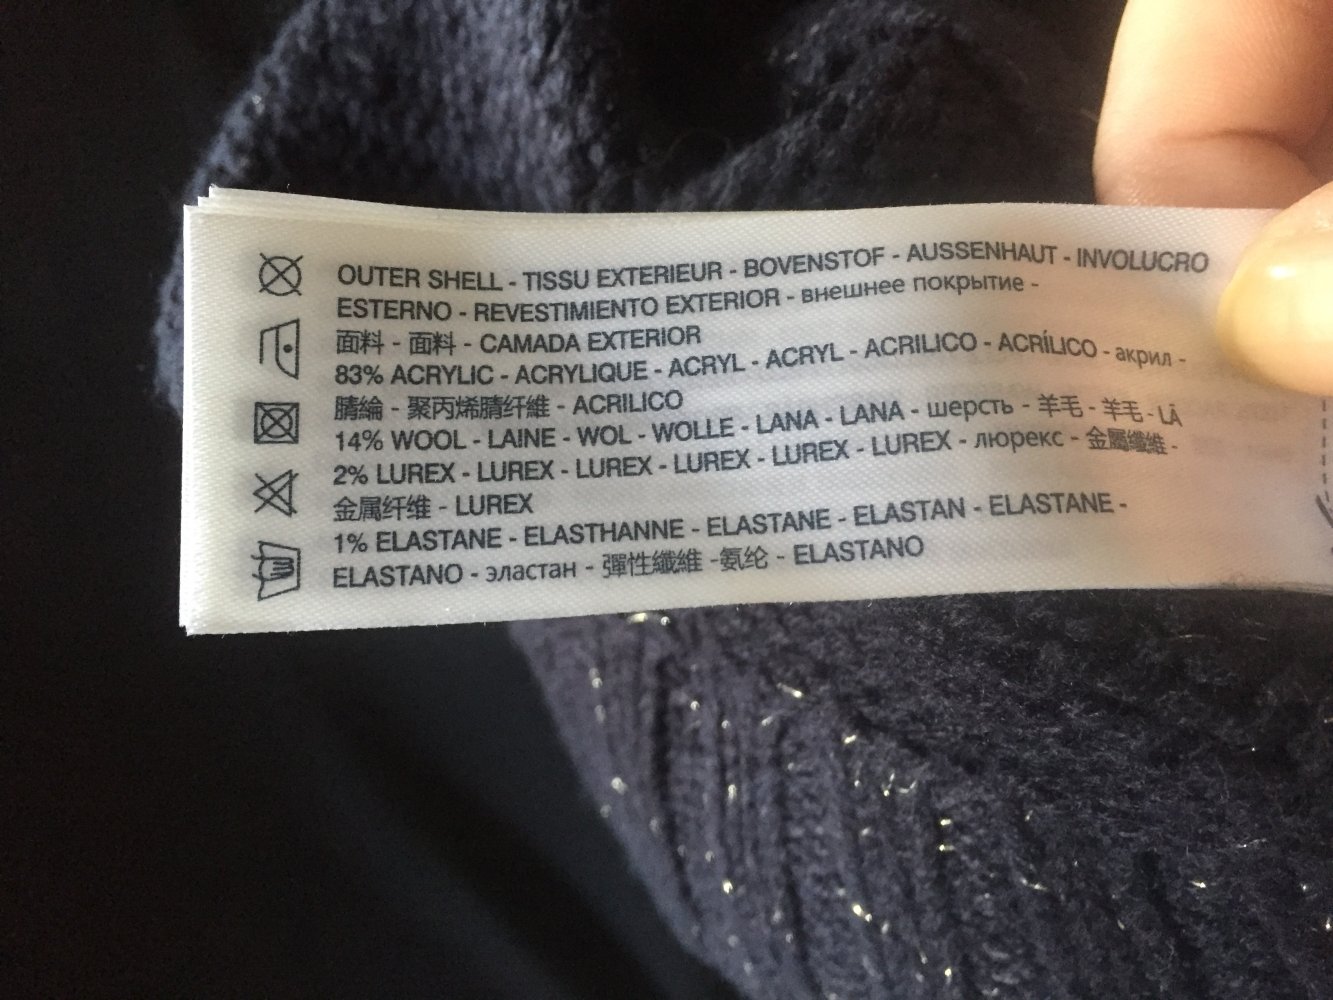 OUTER SHELL - TISSU EXTERIEUR - BOVENSTOF - AUSSENHAUT - INVOLUCRO
ESTERNO - REVESTIMIENTO EXTERIOR - внешнее покрытие -
面料 - 面料 - CAMADA EXTERIOR
83% ACRYLIC - ACRYLIQUE - ACRYL - ACRYL - ACRILICO - ACRÍLICO - акрил -
腈綸 - 聚丙烯腈纤維 - ACRILICO
14% WOOL - LAINE - WOL - WOLLE - LANA - LANA - шерсть - 羊毛 - 羊毛 - LÃ
2% LUREX - LUREX - LUREX - LUREX - LUREX - LUREX - люрекс - 金屬纖維 -
金属纤维 - LUREX
1% ELASTANE - ELASTHANNE - ELASTANE - ELASTAN - ELASTANE -
ELASTANO - эластан - 彈性纖維 -氨纶 - ELASTANO